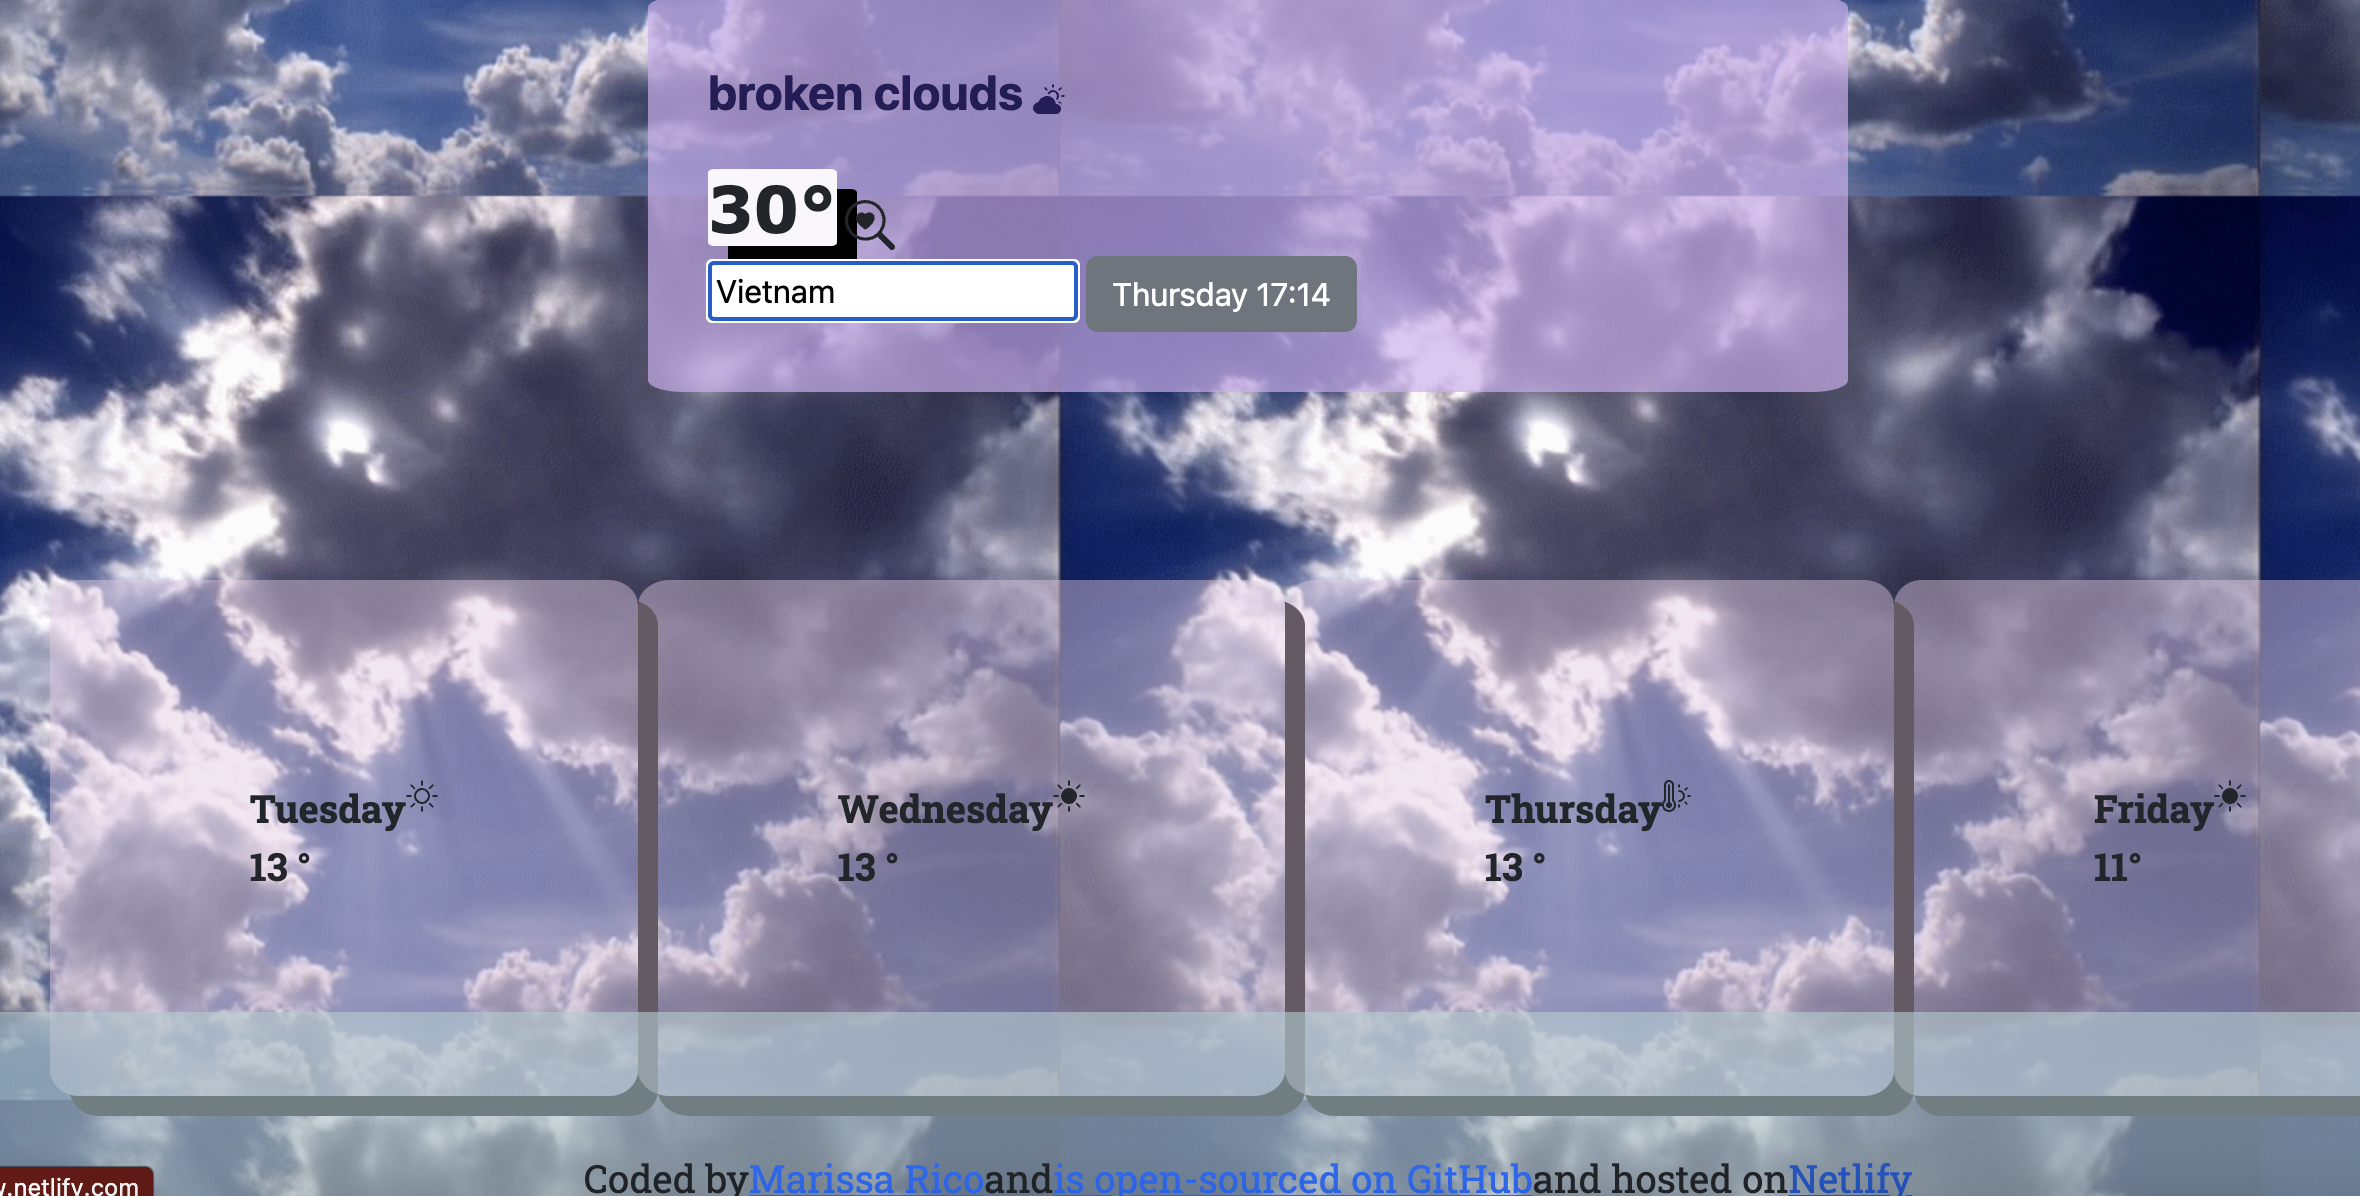 broken clouds
30°
Vietnam
Thursday 17:14
Tuesday
13 °
Wednesday
13 °
Thursday
13 °
Friday
11°
Coded byMarissa Ricoandis open-sourced on GitHuband hosted onNetlify
.netlify.com